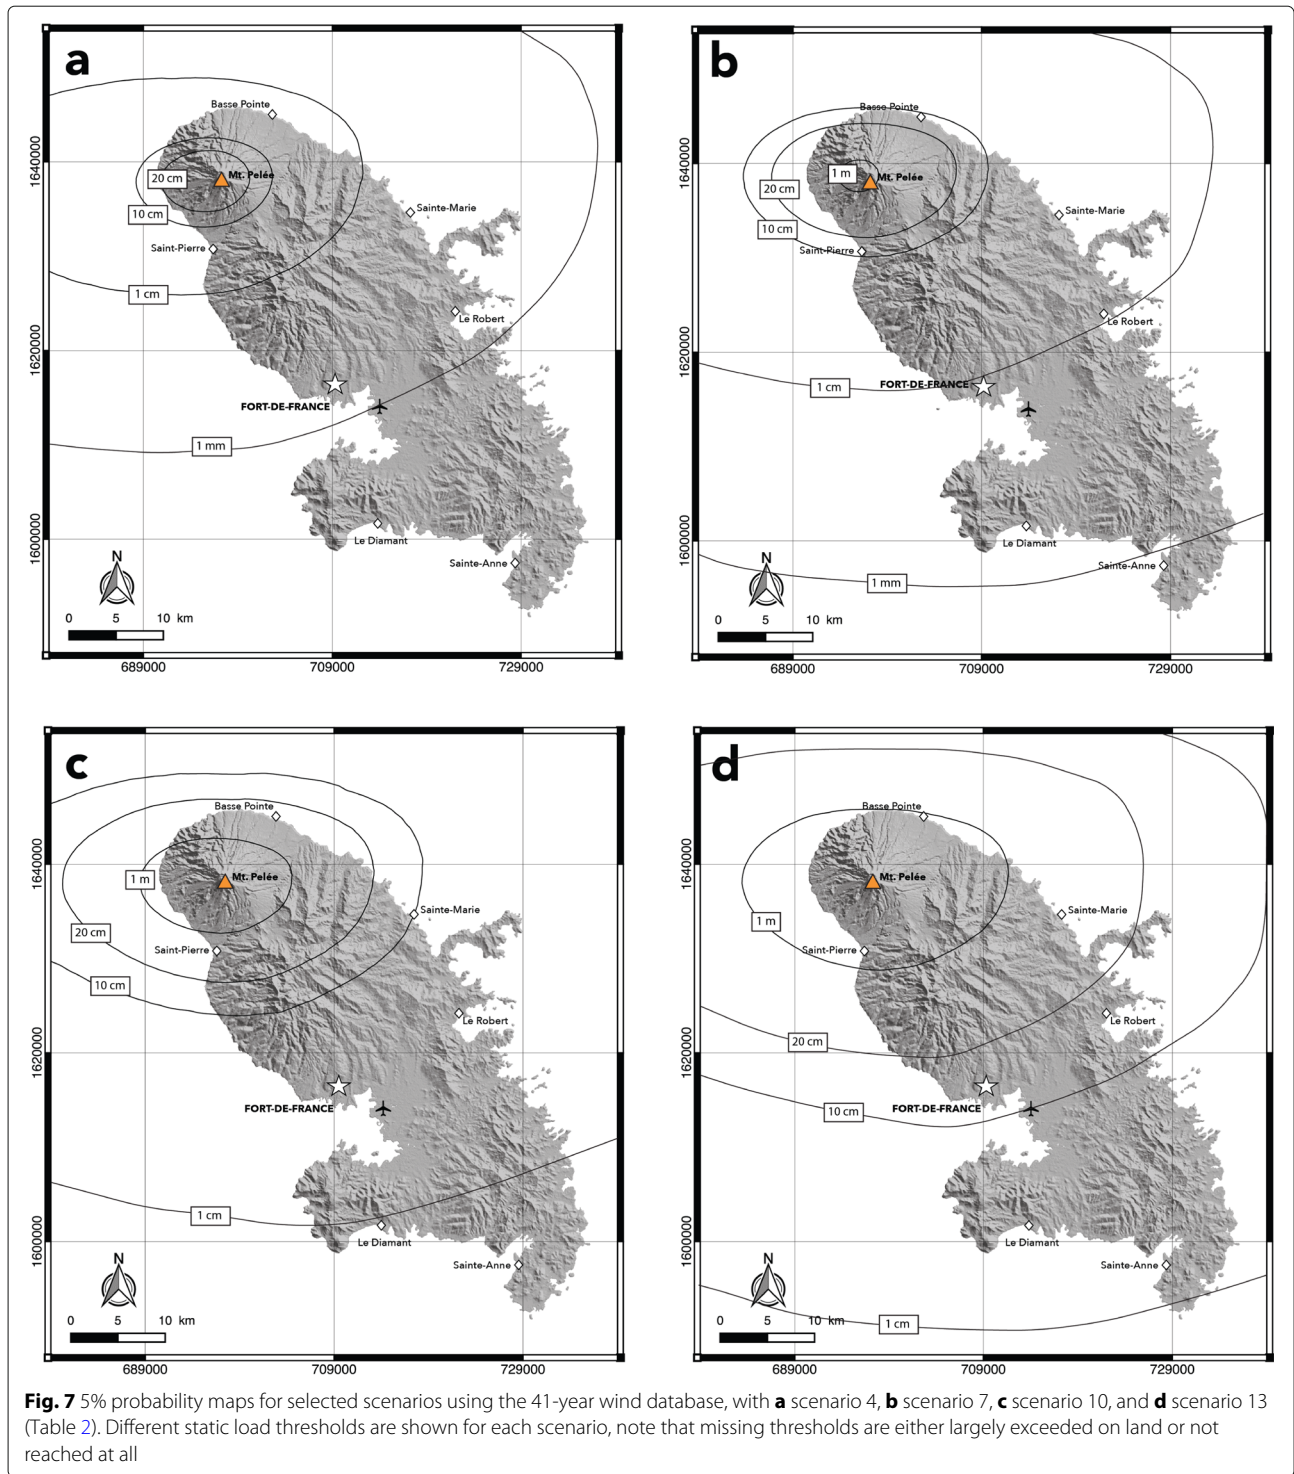 a
Basse Pointe
20 cm
Mt. Pelée
10 cm
Sainte-Marie
Saint-Pierre
1 cm
Le Robert
FORT-DE-FRANCE
1 mm
Le Diamant
Sainte-Anne
N
0 5 10 km
1640000
1620000
1600000
689000 709000 729000
b
Basse Pointe
1 m
Mt. Pelée
20 cm
10 cm
Sainte-Marie
Saint-Pierre
Le Robert
1 cm
FORT-DE-FRANCE
Le Diamant
Sainte-Anne
1 mm
N
0 5 10 km
1640000
1620000
1600000
689000 709000 729000
c
Basse Pointe
1 m
Mt. Pelée
Sainte-Marie
20 cm
Saint-Pierre
10 cm
Le Robert
FORT-DE-FRANCE
1 cm
Le Diamant
Sainte-Anne
N
0 5 10 km
1640000
1620000
1600000
689000 709000 729000
d
Basse Pointe
Mt. Pelée
1 m
Sainte-Marie
Saint-Pierre
Le Robert
20 cm
10 cm
FORT-DE-FRANCE
Le Diamant
Sainte-Anne
1 cm
N
0 5 10 km
1640000
1620000
1600000
689000 709000 729000
Fig. 7 5% probability maps for selected scenarios using the 41-year wind database, with a scenario 4, b scenario 7, c scenario 10, and d scenario 13
(Table 2). Different static load thresholds are shown for each scenario, note that missing thresholds are either largely exceeded on land or not
reached at all